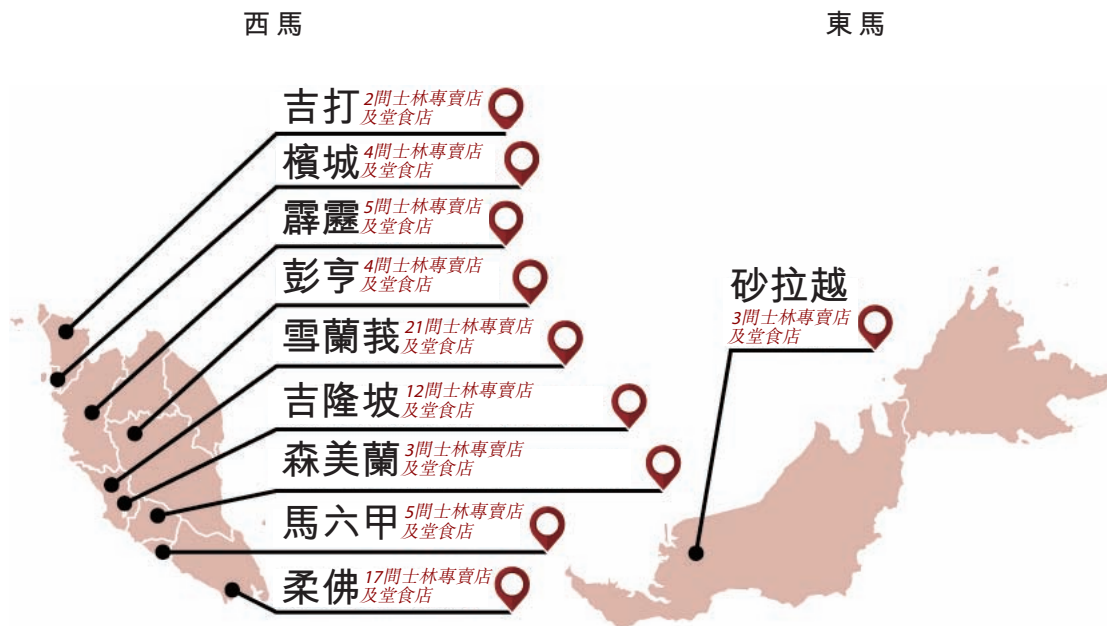 西馬
東馬
吉打 2間士林專賣店
及堂食店
檳城 4間士林專賣店
及堂食店
霹靂 5間士林專賣店
及堂食店
彭亨 4間士林專賣店
及堂食店
雪蘭莪 21間士林專賣店
及堂食店
吉隆坡 12間士林專賣店
及堂食店
森美蘭 3間士林專賣店
及堂食店
馬六甲 5間士林專賣店
及堂食店
柔佛 17間士林專賣店
及堂食店
砂拉越
3間士林專賣店
及堂食店